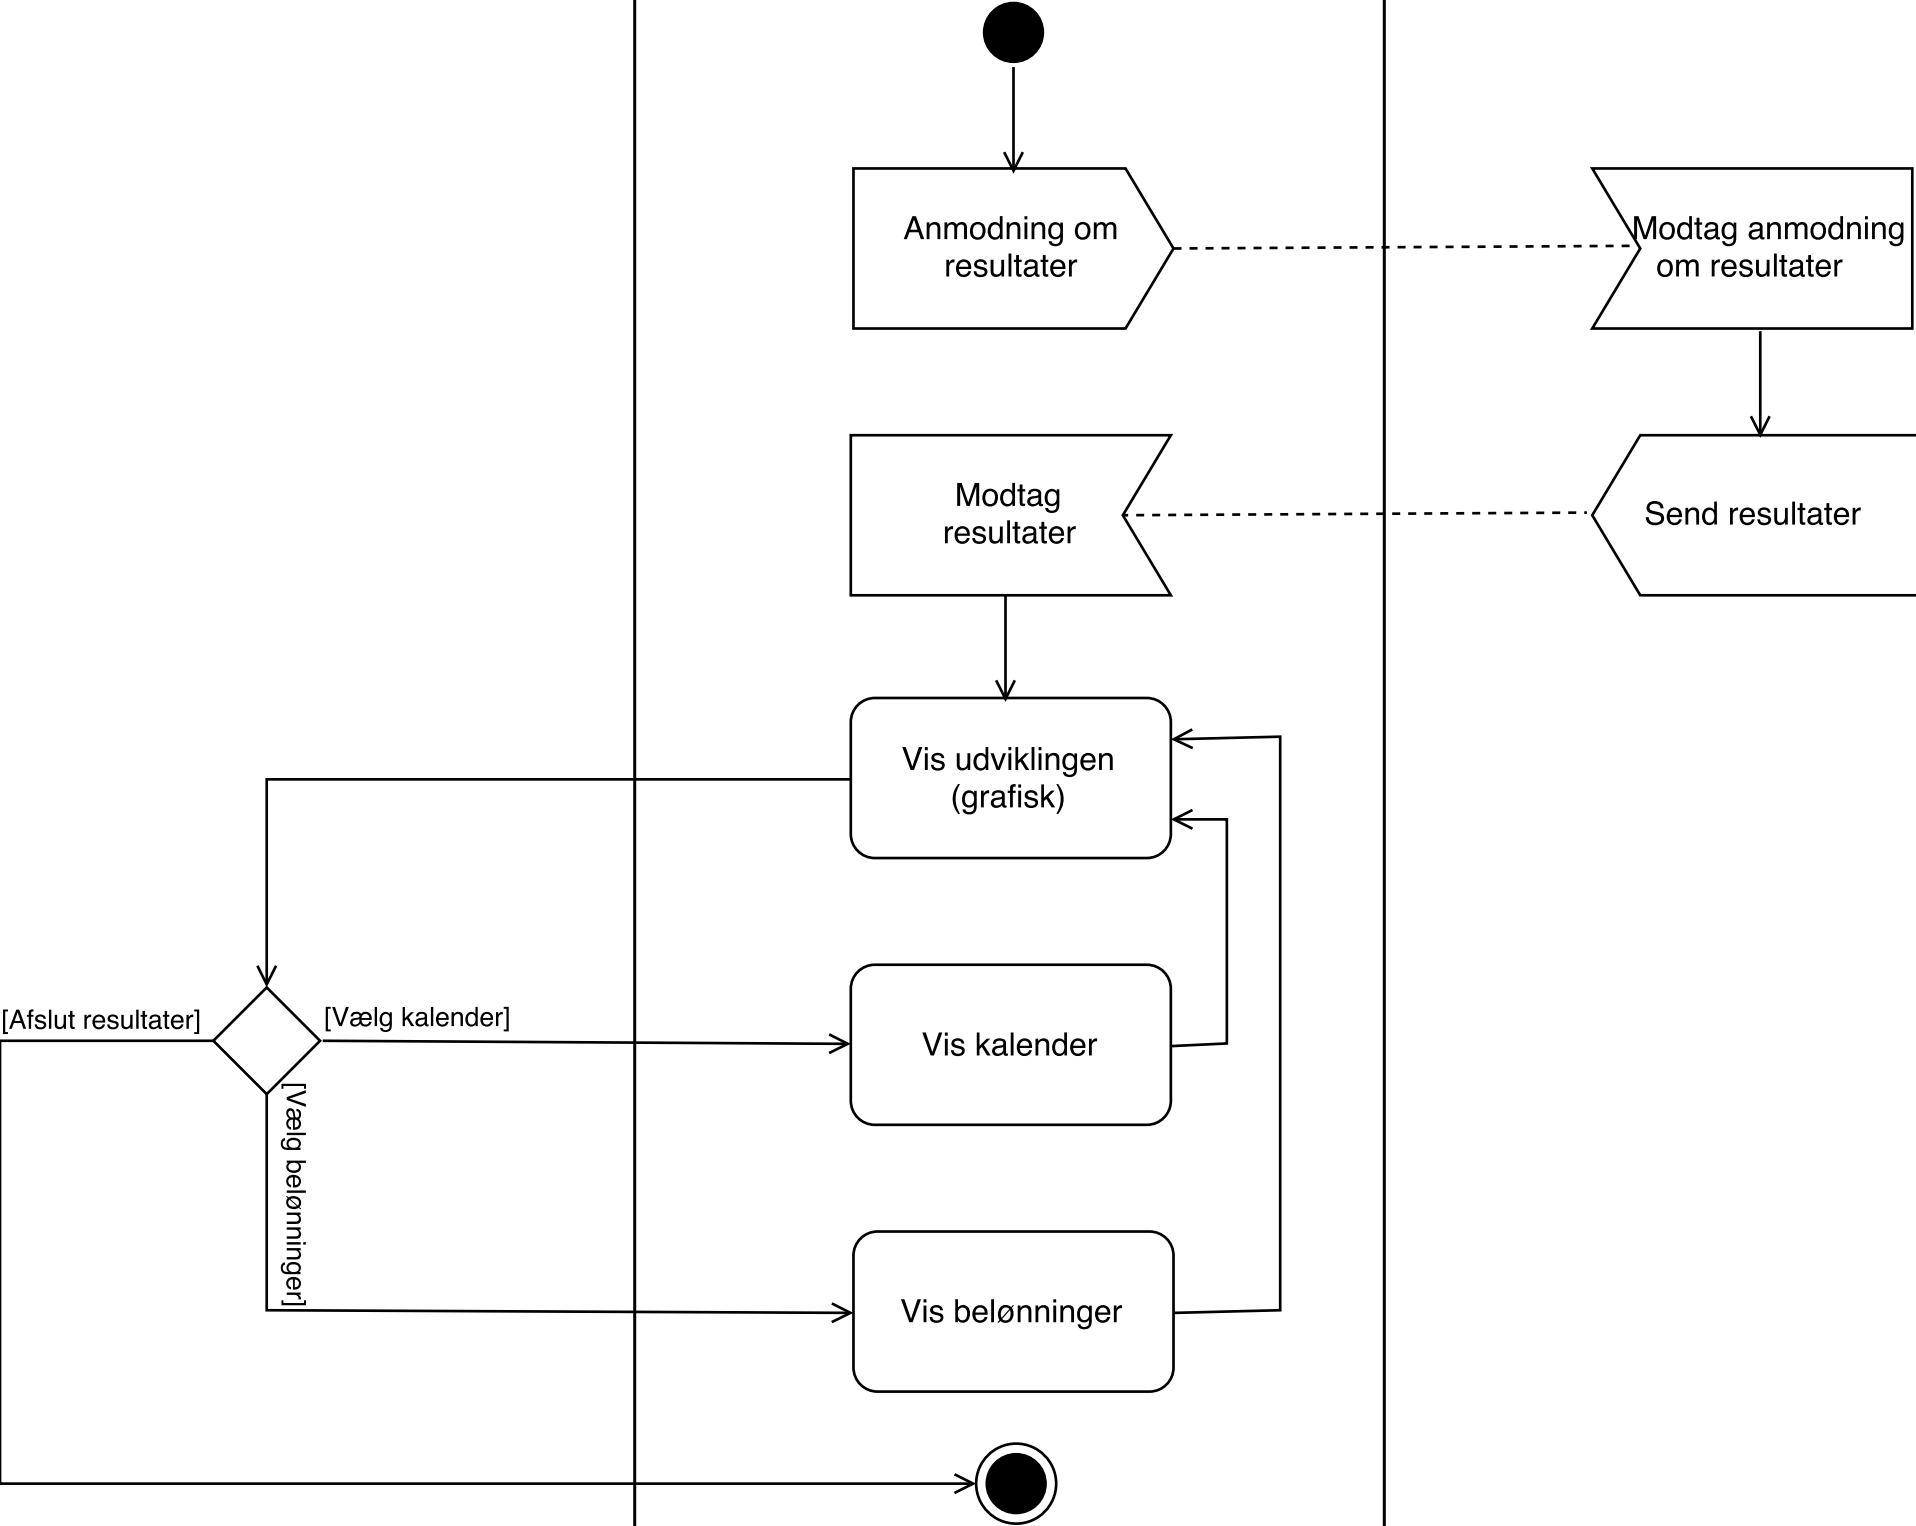 Anmodning om
resultater
Modtag anmodning
om resultater
Modtag
resultater
Send resultater
Vis udviklingen
(grafisk)
[Afslut resultater]
[Vælg kalender]
Vis kalender
[Vælg belønninger]
Vis belønninger